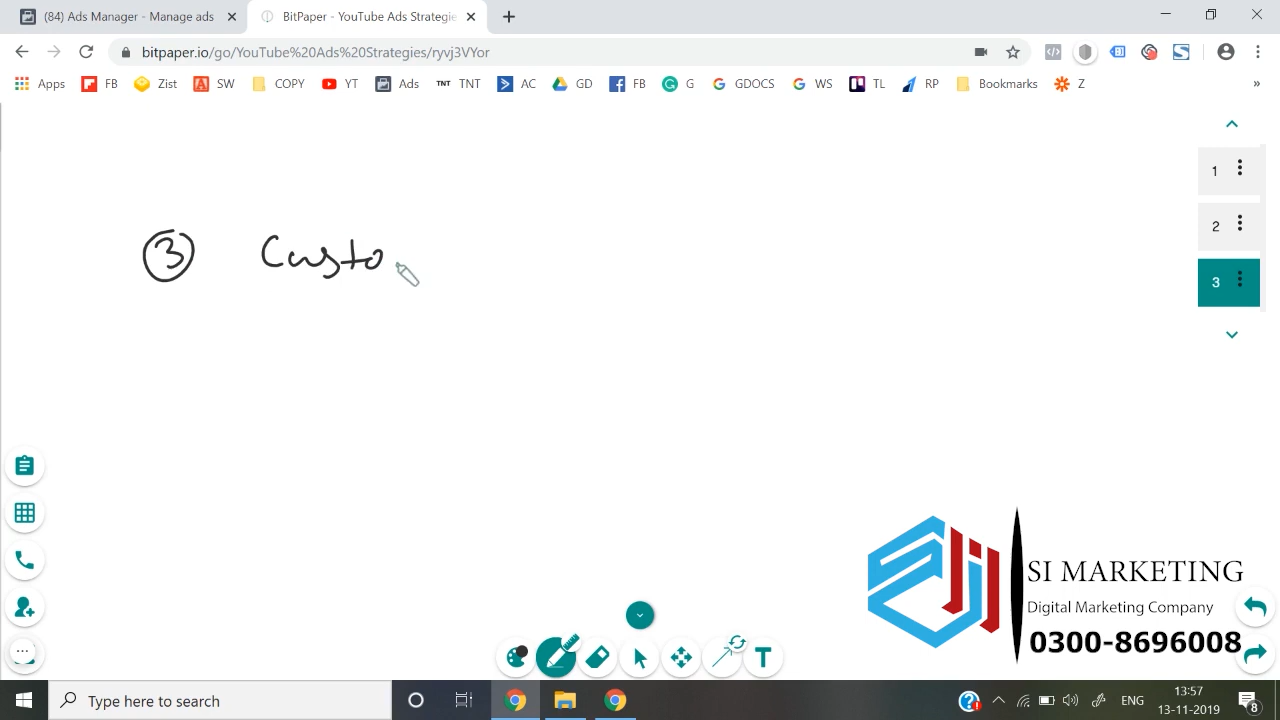 (84) Ads Manager - Manage ads
BitPaper - YouTube Ads Strategie
bitpaper.io/go/YouTube%20Ads%20Strategies/ryvj3VYor
Apps FB Zist SW COPY YT Ads TNT TNT AC GD FB G GDOCS WS TL RP Bookmarks Z »
1
2
3
③ Custo
SI MARKETING
Digital Marketing Company
0300-8696008
T
Type here to search
ENG
13:57
13-11-2019
8